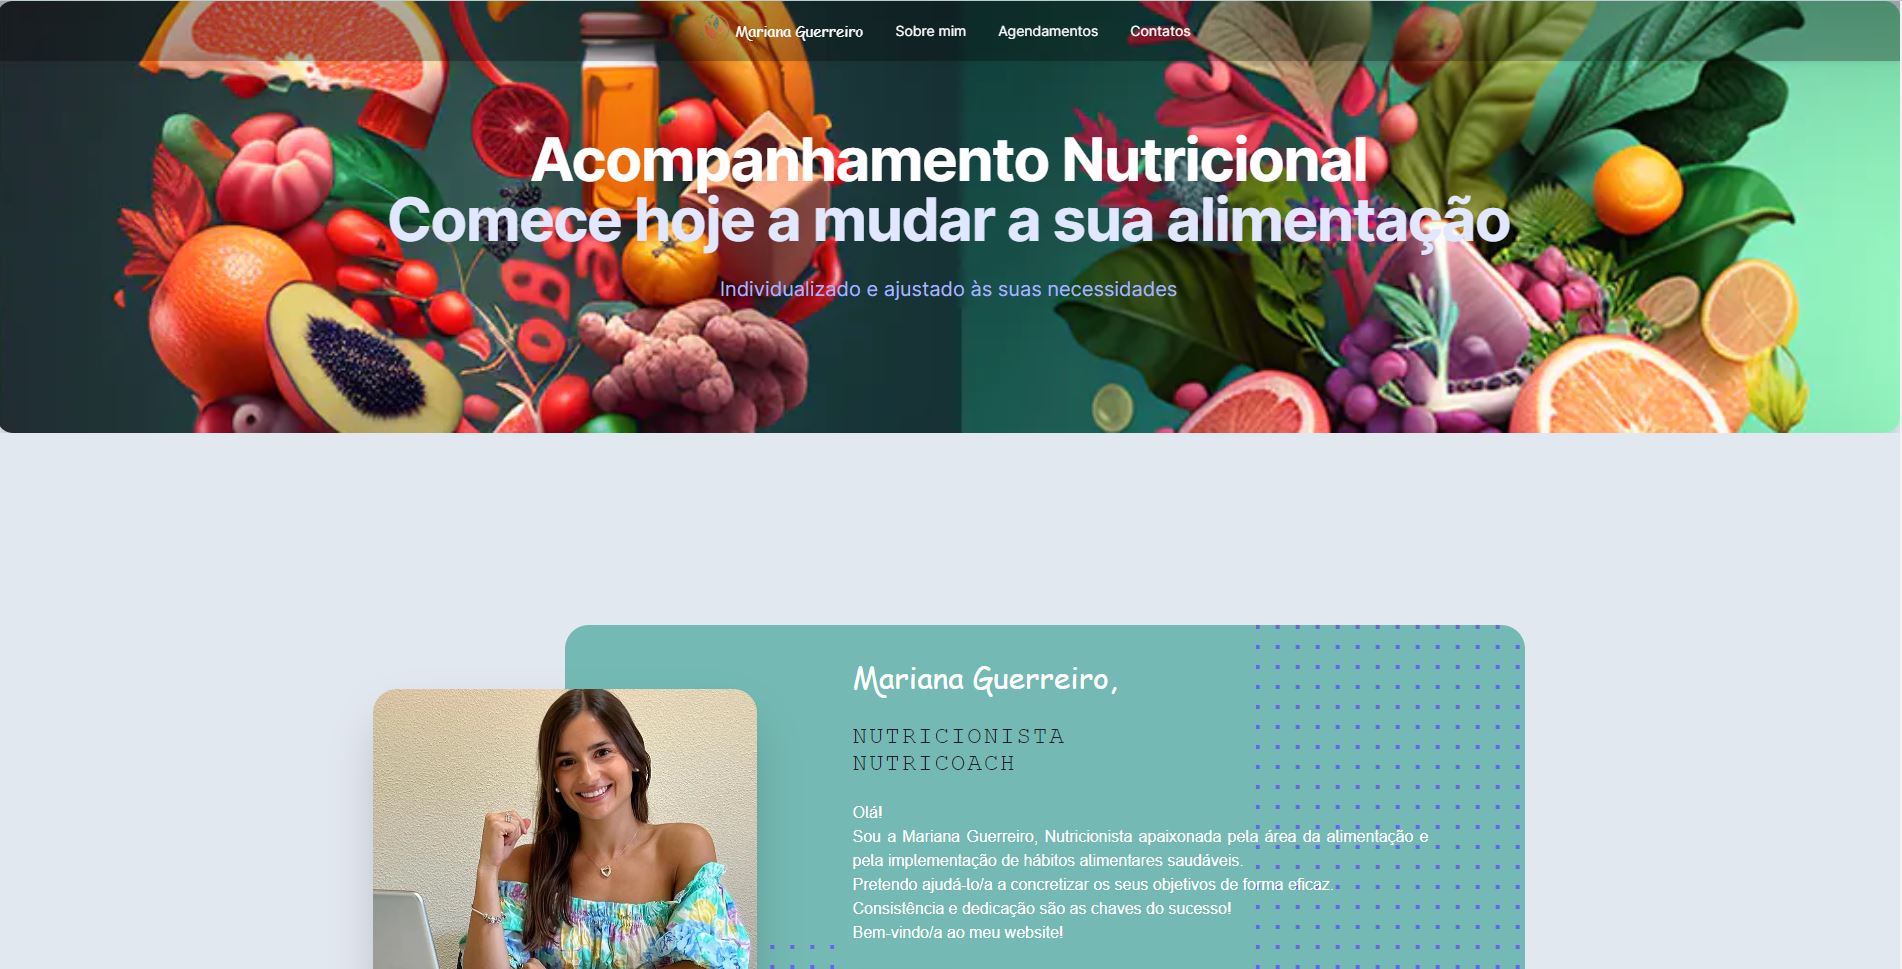 Mariana Guerreiro Sobre mim Agendamentos Contatos
Acompanhamento Nutricional
Comece hoje a mudar a sua alimentação
Individualizado e ajustado às suas necessidades
Mariana Guerreiro,
NUTRICIONISTA
NUTRICOACH
Olá!
Sou a Mariana Guerreiro, Nutricionista apaixonada pela área da alimentação e
pela implementação de hábitos alimentares saudáveis.
Pretendo ajudá-lo/a a concretizar os seus objetivos de forma eficaz.
Consistência e dedicação são as chaves do sucesso!
Bem-vindo/a ao meu website!